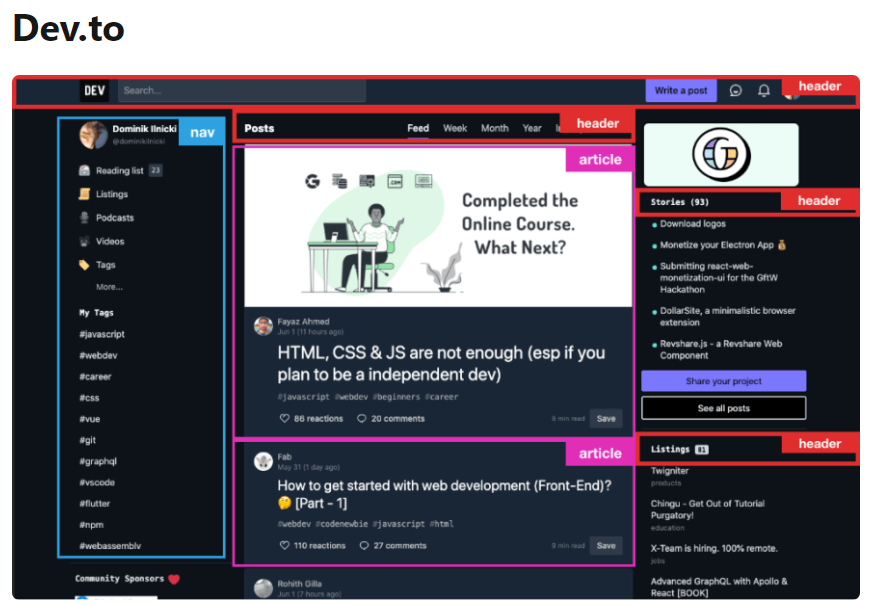 Dev.to
DEV
Search...
Write a post
header
Dominik Ilnicki
@dominikilnicki
nav
Reading list 23
Listings
Podcasts
Videos
Tags
More...
My Tags
#javascript
#webdev
#career
#css
#vue
#git
#graphql
#vscode
#flutter
#npm
#webassembly
Community Sponsors ❤️
Posts
Feed
Week
Month
Year
header
article
Completed the
Online Course.
What Next?
Fayaz Ahmed
Jun 1 (11 hours ago)
HTML, CSS & JS are not enough (esp if you
plan to be a independent dev)
#javascript #webdev #beginners #career
86 reactions
20 comments
9 min read
Save
article
Fab
May 31 (1 day ago)
How to get started with web development (Front-End)?
🤔 [Part - 1]
#webdev #codenewbie #javascript #html
110 reactions
27 comments
9 min read
Save
Rohith Gilla
Jun 1 (7 hours ago)
Stories (93)
header
Download logos
Monetize your Electron App 💰
Submitting react-web-
monetization-ui for the GftW
Hackathon
DollarSite, a minimalistic browser
extension
Revshare.js - a Revshare Web
Component
Share your project
See all posts
Listings 81
header
Twigniter
products
Chingu - Get Out of Tutorial
Purgatory!
education
X-Team is hiring. 100% remote.
jobs
Advanced GraphQL with Apollo &
React [BOOK]